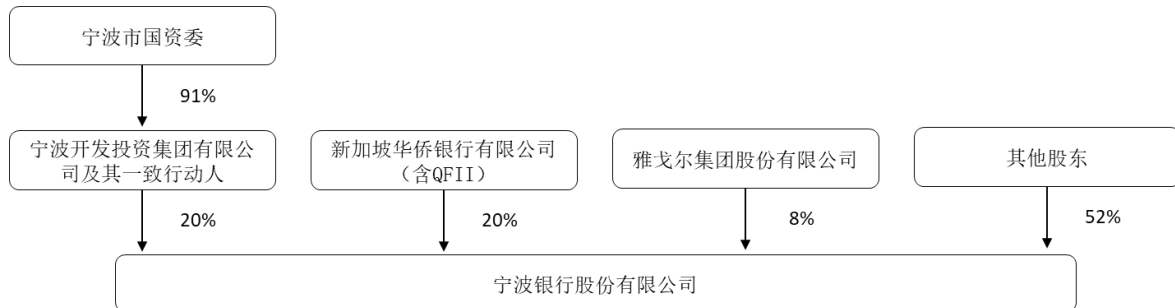 宁波市国资委
91%
宁波开发投资集团有限公
司及其一致行动人
新加坡华侨银行有限公司
（含QFII）
雅戈尔集团股份有限公司
其他股东
20%
20%
8%
52%
宁波银行股份有限公司